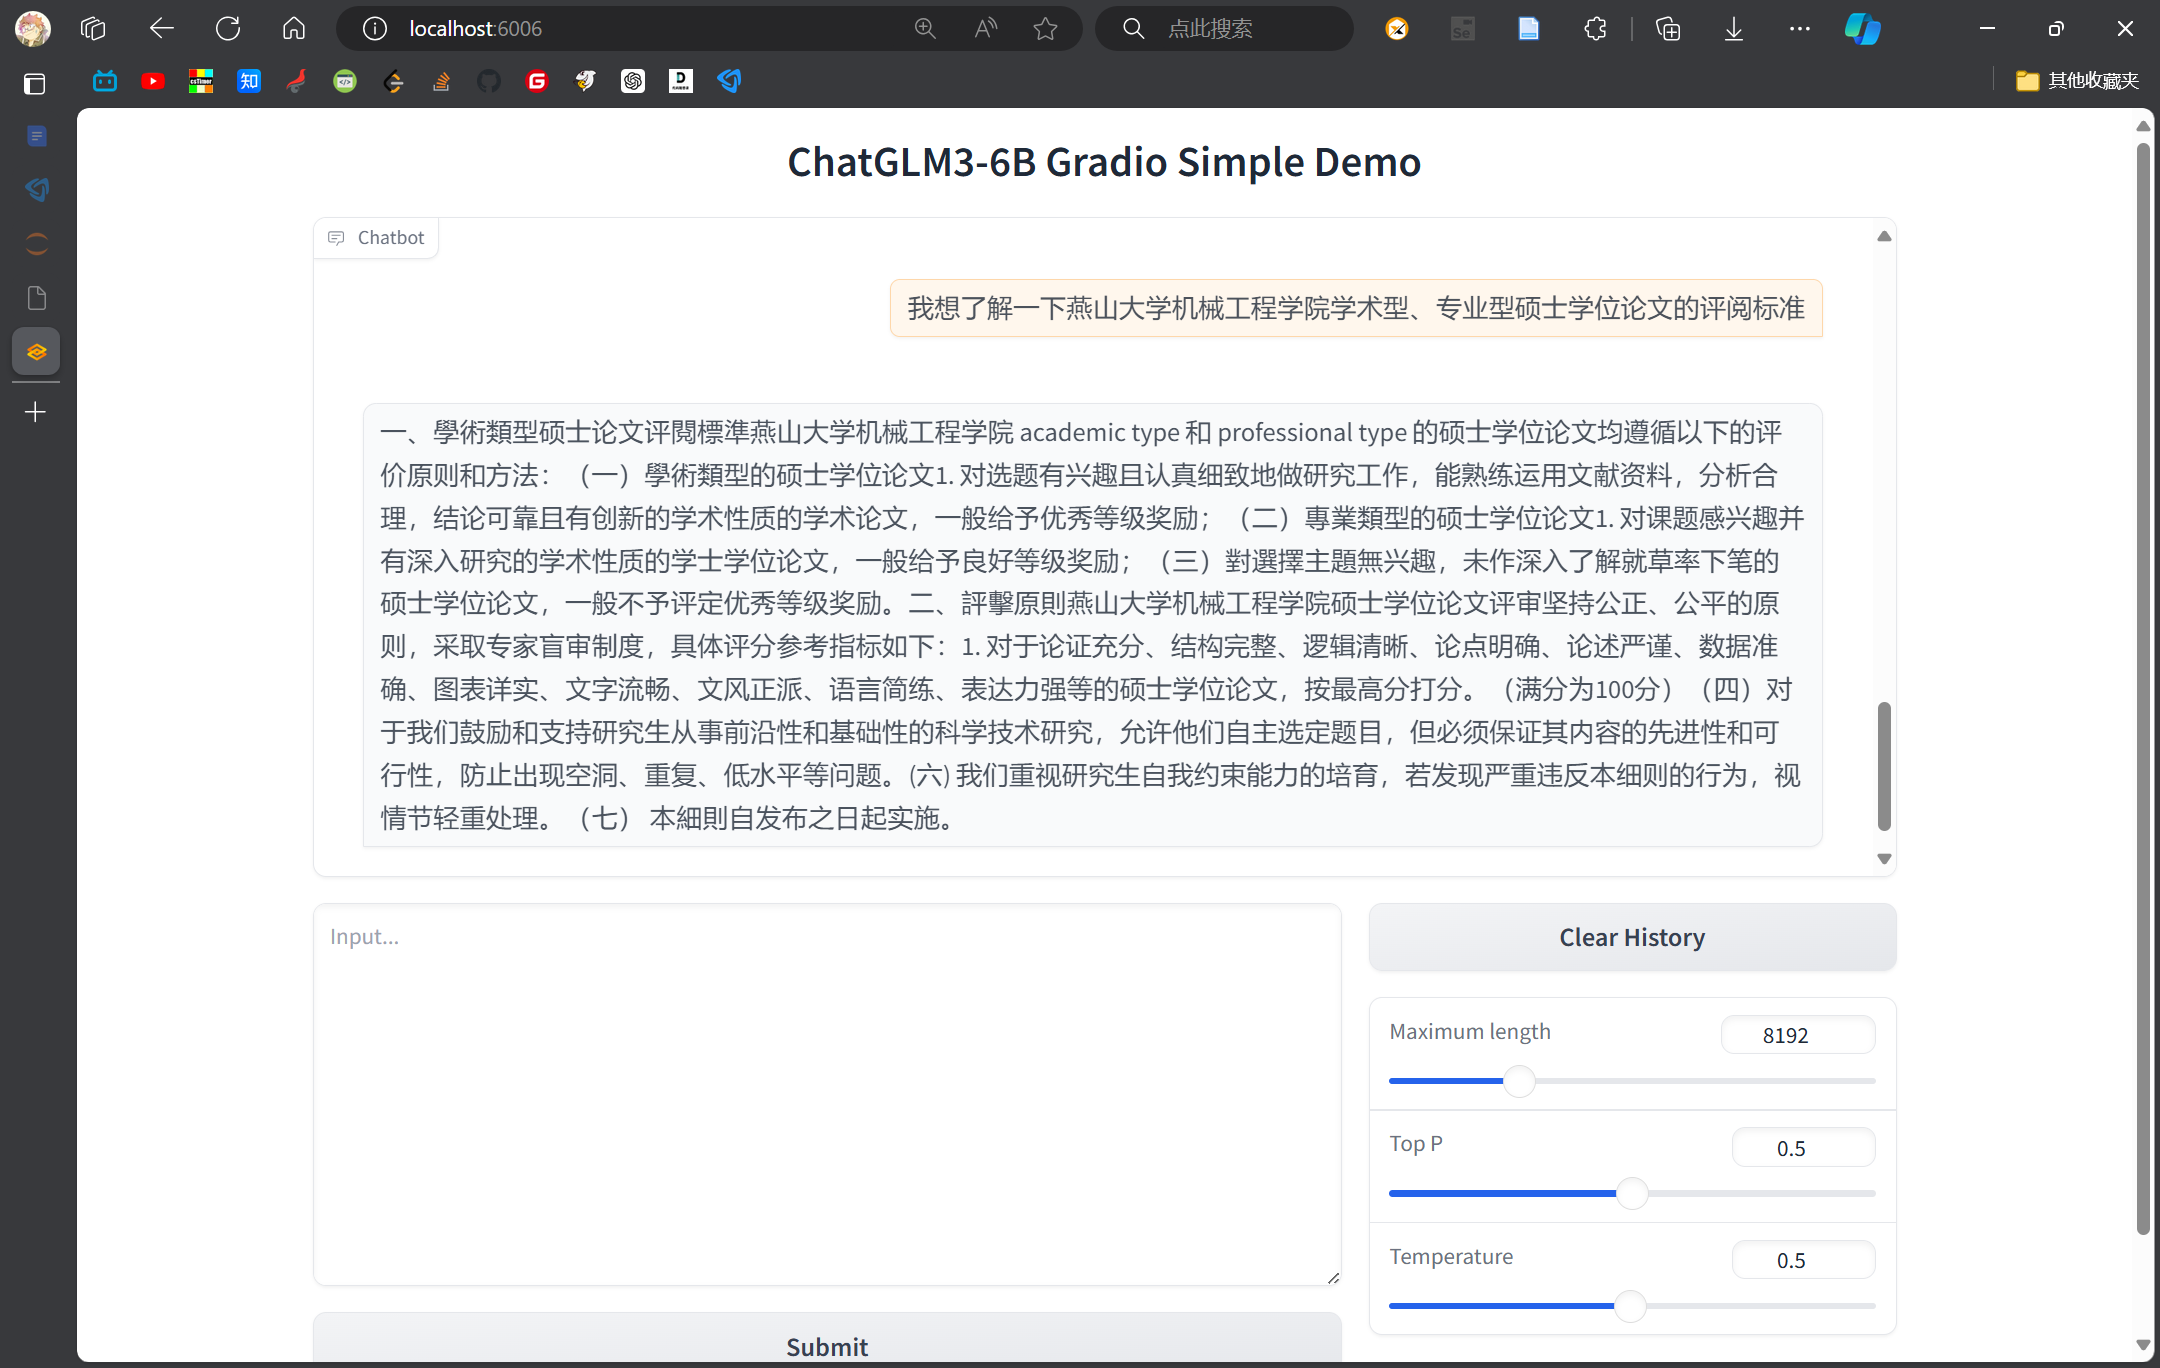 localhost:6006
点此搜索
其他收藏夹
ChatGLM3-6B Gradio Simple Demo
Chatbot
我想了解一下燕山大学机械工程学院学术型、专业型硕士学位论文的评阅标准
一、學術類型硕士论文评閲標準燕山大学机械工程学院 academic type 和 professional type 的硕士学位论文均遵循以下的评
价原则和方法：（一）學術類型的硕士学位论文1. 对选题有兴趣且认真细致地做研究工作，能熟练运用文献资料，分析合
理，结论可靠且有创新的学术性质的学术论文，一般给予优秀等级奖励；（二）專業類型的硕士学位论文1. 对课题感兴趣并
有深入研究的学术性质的学士学位论文，一般给予良好等级奖励；（三）對選擇主題無兴趣，未作深入了解就草率下笔的
硕士学位论文，一般不予评定优秀等级奖励。二、評擊原則燕山大学机械工程学院硕士学位论文评审坚持公正、公平的原
则，采取专家盲审制度，具体评分参考指标如下：1. 对于论证充分、结构完整、逻辑清晰、论点明确、论述严谨、数据准
确、图表详实、文字流畅、文风正派、语言简练、表达力强等的硕士学位论文，按最高分打分。（满分为100分）（四）对
于我们鼓励和支持研究生从事前沿性和基础性的科学技术研究，允许他们自主选定题目，但必须保证其内容的先进性和可
行性，防止出现空洞、重复、低水平等问题。(六) 我们重视研究生自我约束能力的培育，若发现严重违反本细则的行为，视
情节轻重处理。（七） 本細則自发布之日起实施。
Input...
Clear History
Maximum length
8192
Top P
0.5
Temperature
0.5
Submit